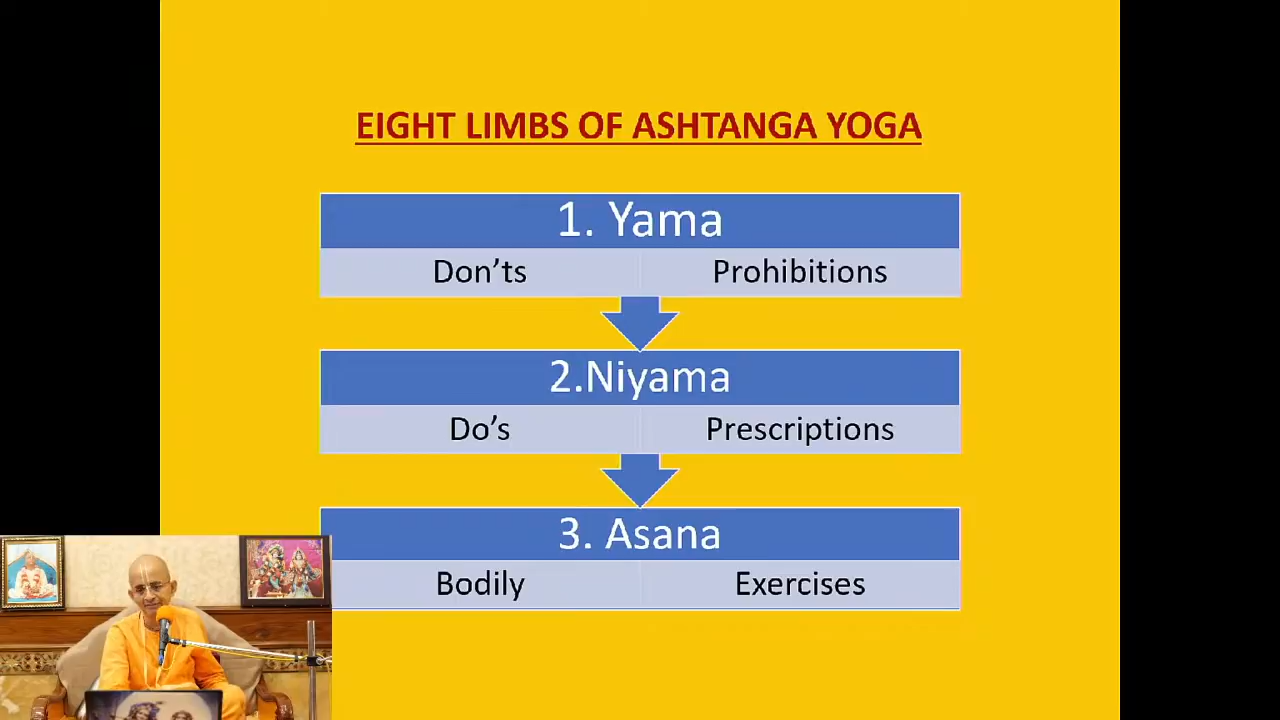 EIGHT LIMBS OF ASHTANGA YOGA
1. Yama
Don’ts Prohibitions
2.Niyama
Do’s Prescriptions
3. Asana
Bodily Exercises